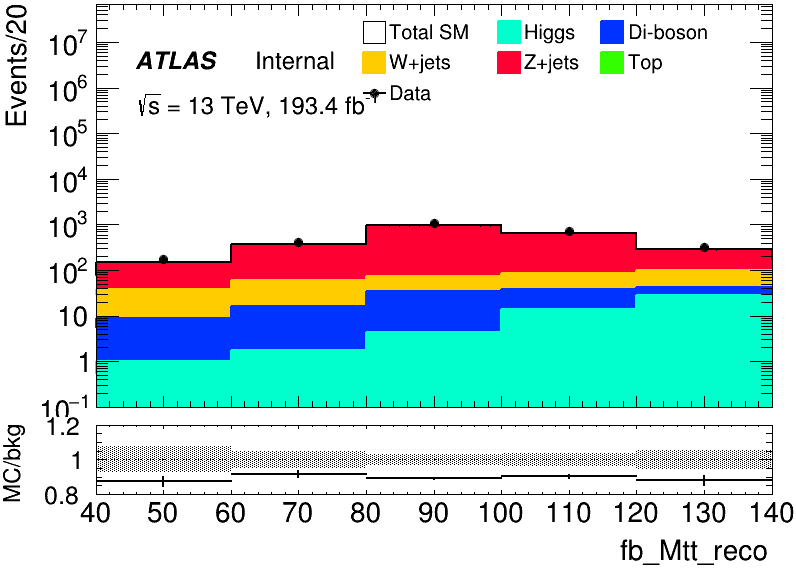 Events/20
10⁷
10⁶
10⁵
10⁴
10³
10²
10
1
10⁻¹
ATLAS Internal
√s = 13 TeV, 193.4 fb⁻¹
Total SM
Higgs
Di-boson
W+jets
Z+jets
Top
Data
MC/bkg
1.2
1
0.8
40 50 60 70 80 90 100 110 120 130 140
fb_Mtt_reco